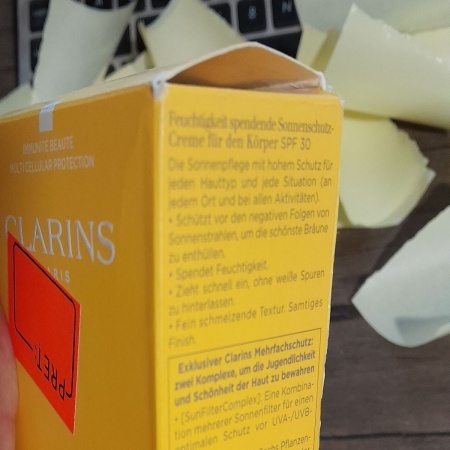 IMMUNITÉ BEAUTÉ
MULTI-CELLULAR PROTECTION
CLARINS
PARIS
PRET
Feuchtigkeit spendende Sonnenschutz-
Creme für den Körper SPF 30
Die Sonnenpflege mit hohem Schutz für
jeden Hauttyp und jede Situation (an
jedem Ort und bei allen Aktivitäten).
• Schützt vor den negativen Folgen von
Sonnenstrahlen, um die schönste Bräune
zu enthüllen.
• Spendet Feuchtigkeit.
• Zieht schnell ein, ohne weiße Spuren
zu hinterlassen.
• Fein schmelzende Textur. Samtiges
Finish.
Exklusiver Clarins Mehrfachschutz:
zwei Komplexe, um die Jugendlichkeit
und Schönheit der Haut zu bewahren
• [SunFilterComplex]: Eine Kombina-
tion mehrerer Sonnenfilter für einen
optimalen Schutz vor UVA-/UVB-
Pflanzen-